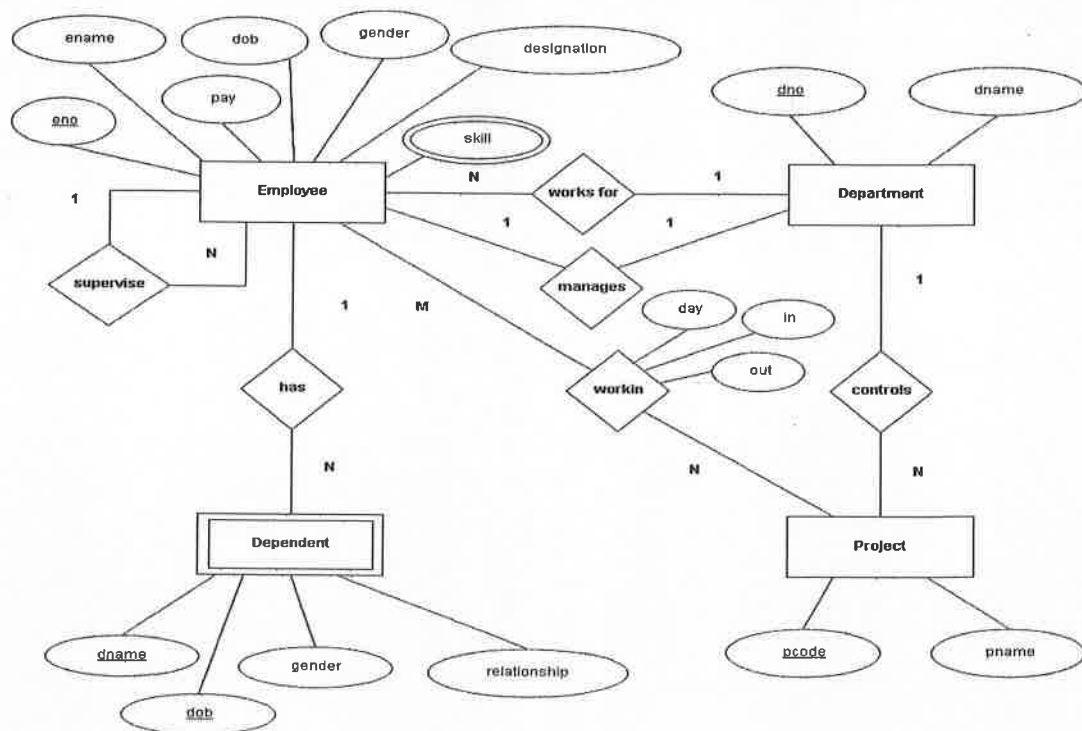 ename
dob
gender
designation
pay
eno
skill
dno
dname
Employee
N
works for
1
Department
1
N
supervise
1
1
manages
1
M
day
in
out
1
has
workin
controls
N
N
N
Dependent
Project
dname
gender
relationship
dob
pcode
pname